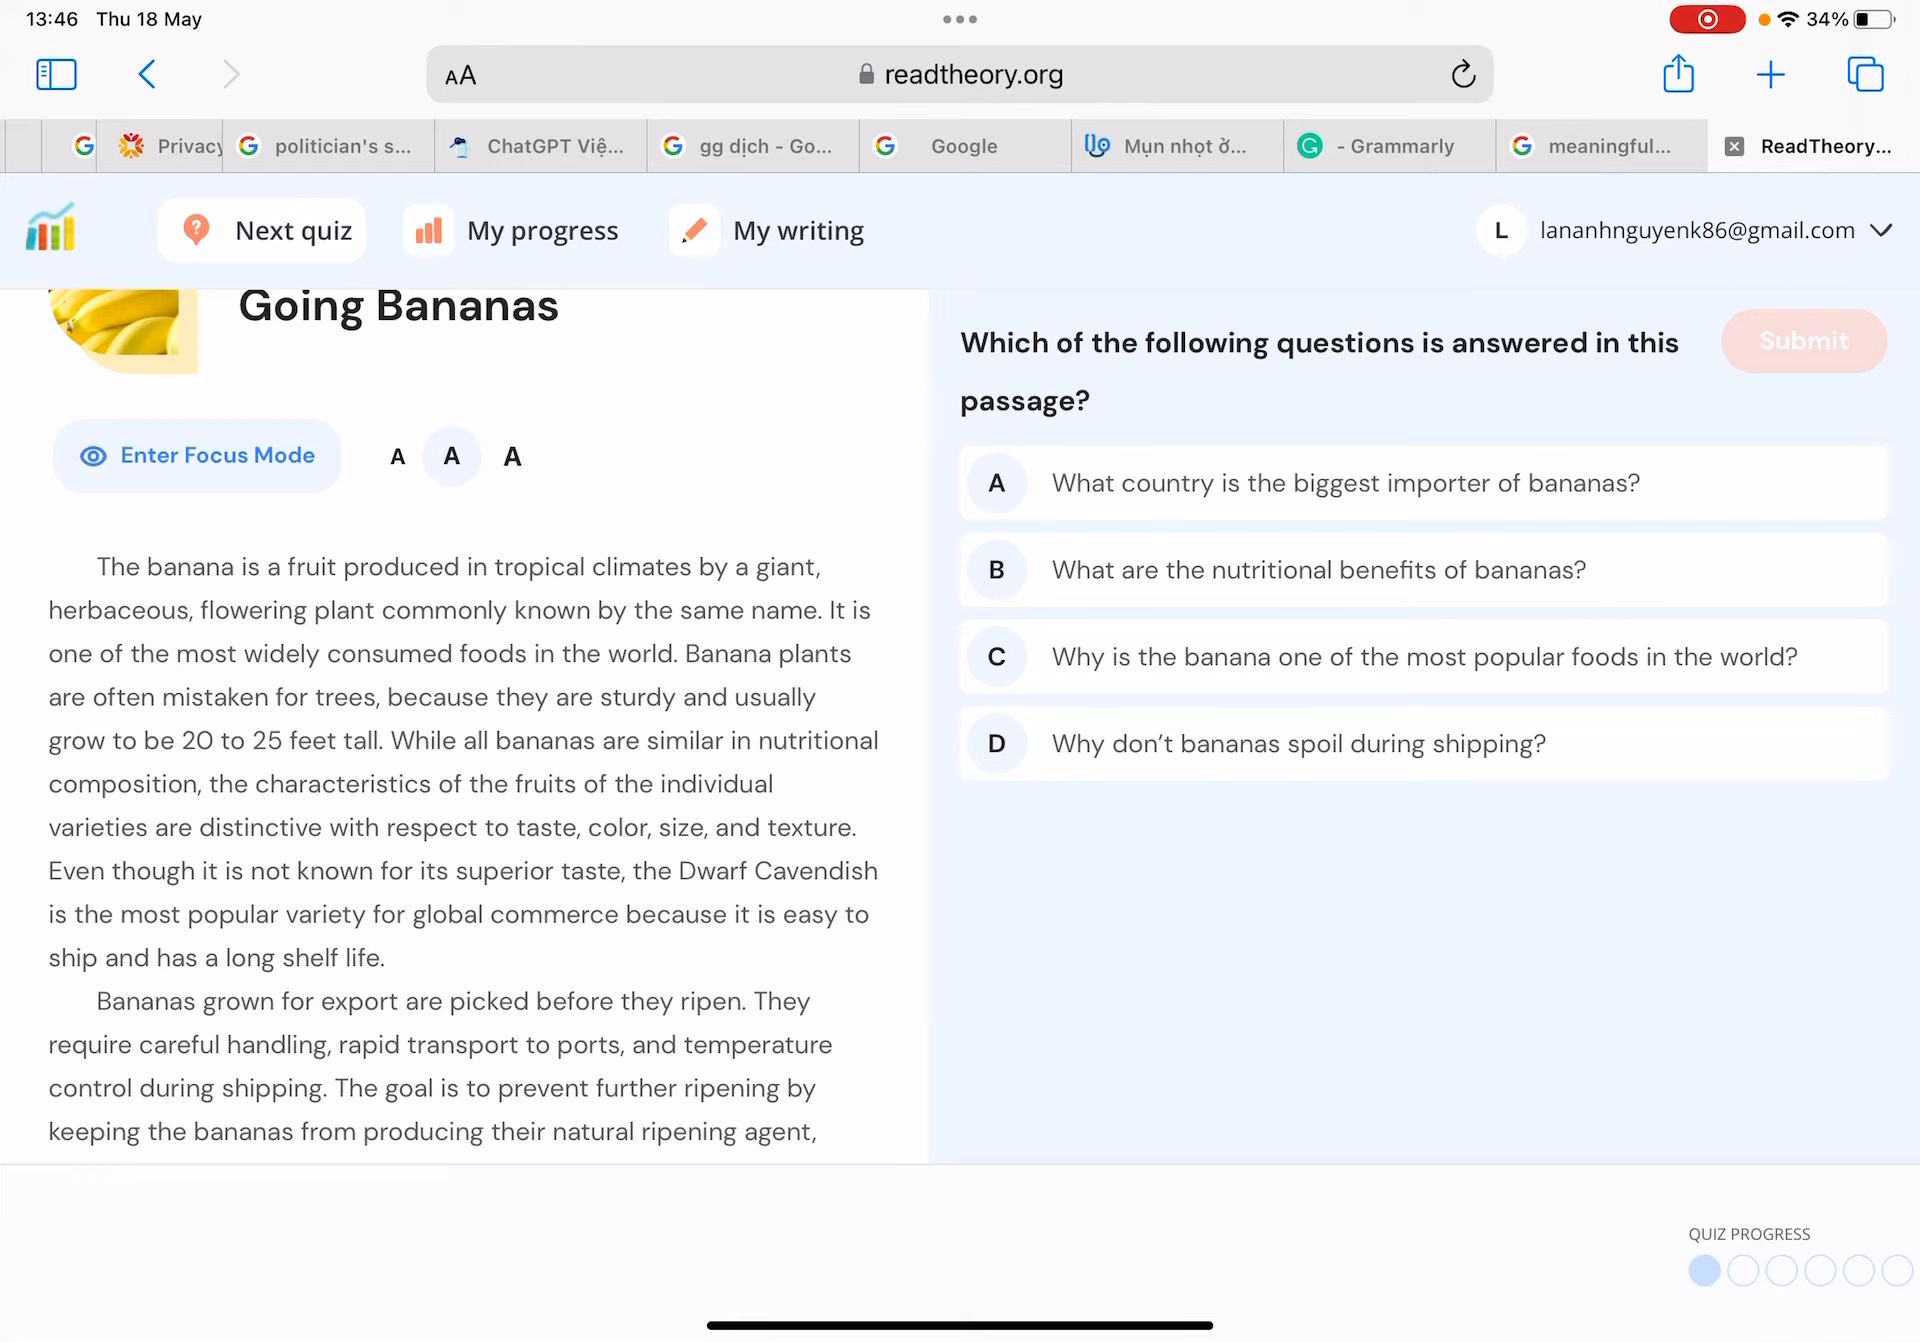 13:46 Thu 18 May
34%
AA
readtheory.org
Privacy
politician's s...
ChatGPT Việ...
gg dịch - Go...
Google
Mụn nhọt ở...
- Grammarly
meaningful...
ReadTheory...
Next quiz
My progress
My writing
L
lananhnguyenk86@gmail.com
Going Bananas
Enter Focus Mode
A A A
The banana is a fruit produced in tropical climates by a giant,
herbaceous, flowering plant commonly known by the same name. It is
one of the most widely consumed foods in the world. Banana plants
are often mistaken for trees, because they are sturdy and usually
grow to be 20 to 25 feet tall. While all bananas are similar in nutritional
composition, the characteristics of the fruits of the individual
varieties are distinctive with respect to taste, color, size, and texture.
Even though it is not known for its superior taste, the Dwarf Cavendish
is the most popular variety for global commerce because it is easy to
ship and has a long shelf life.
Bananas grown for export are picked before they ripen. They
require careful handling, rapid transport to ports, and temperature
control during shipping. The goal is to prevent further ripening by
keeping the bananas from producing their natural ripening agent,
Which of the following questions is answered in this
passage?
Submit
A What country is the biggest importer of bananas?
B What are the nutritional benefits of bananas?
C Why is the banana one of the most popular foods in the world?
D Why don't bananas spoil during shipping?
QUIZ PROGRESS